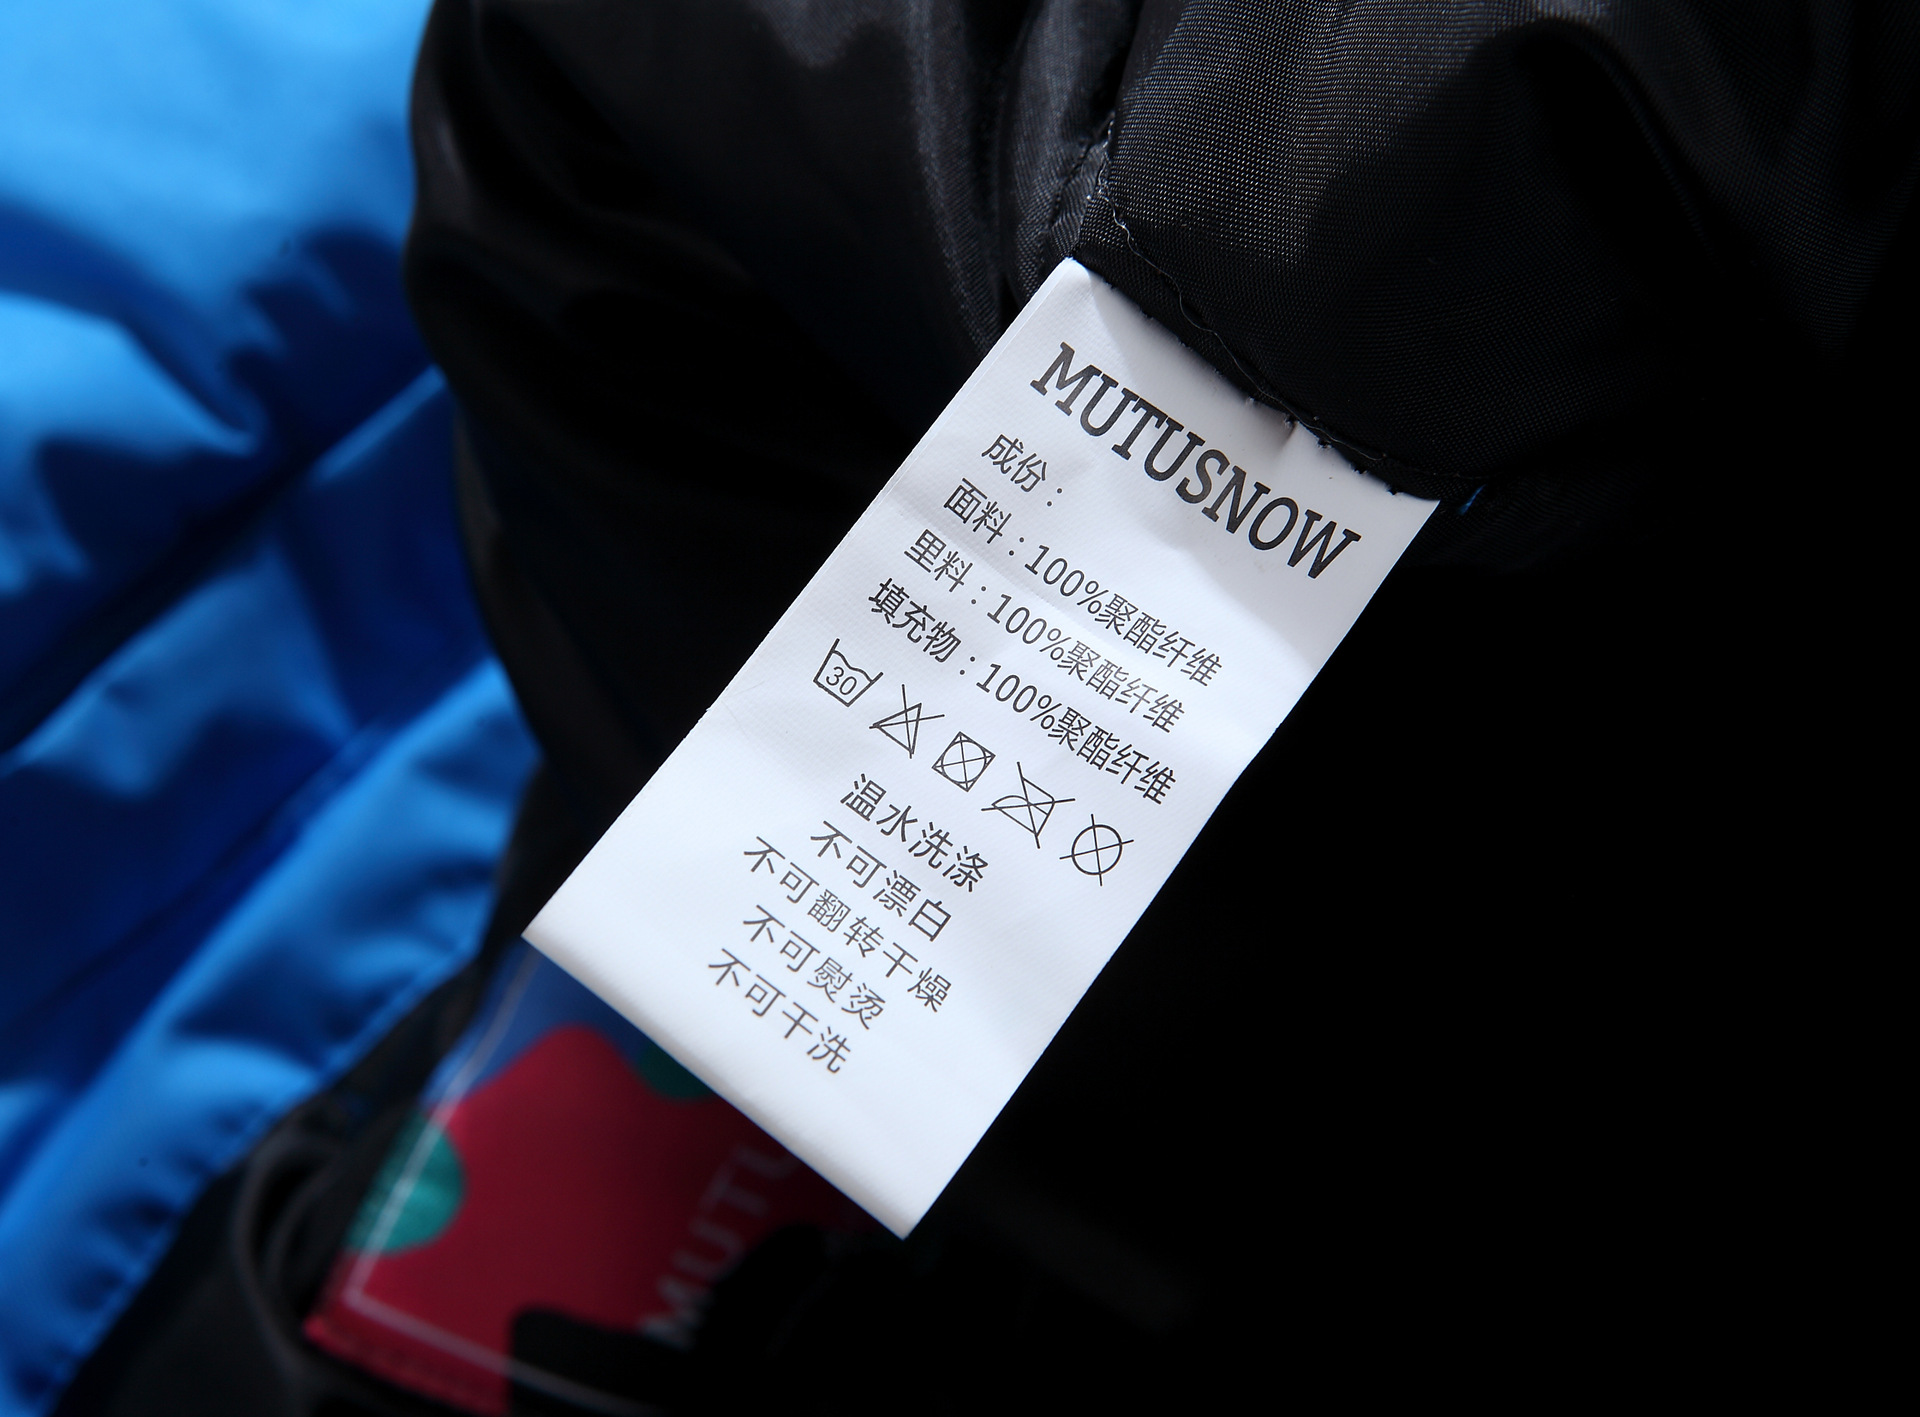 MUTUSNOW
成份：
面料：100%聚酯纤维
里料：100%聚酯纤维
填充物：100%聚酯纤维
30
温水洗涤
不可漂白
不可翻转干燥
不可熨烫
不可干洗
MUTU